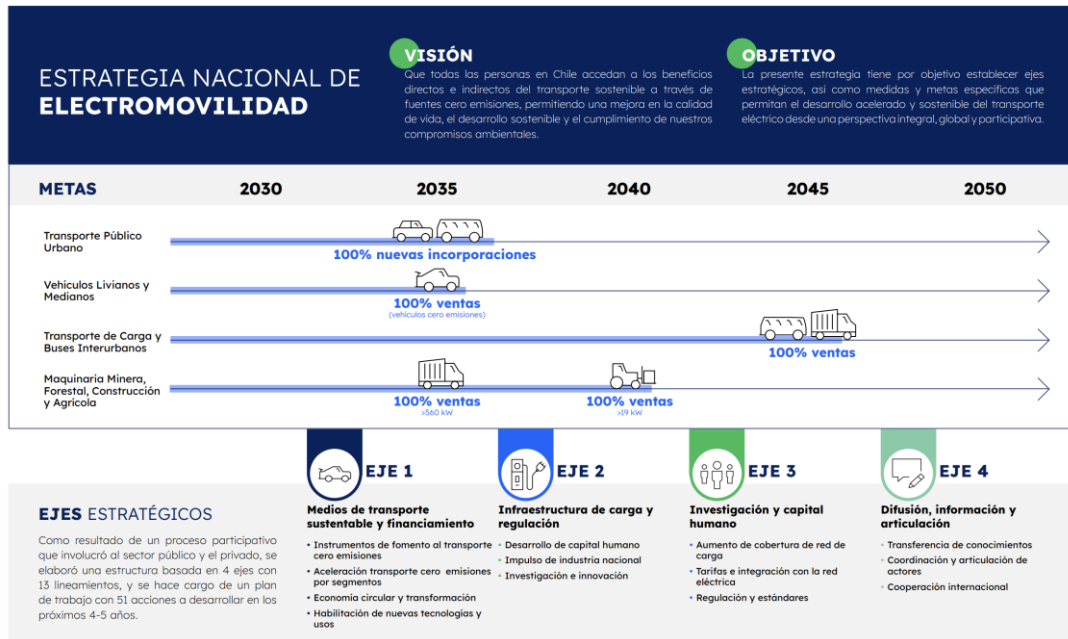 ESTRATEGIA NACIONAL DE
ELECTROMOVILIDAD
VISIÓN
Que todas las personas en Chile accedan a los beneficios
directos e indirectos del transporte sostenible a través de
fuentes cero emisiones, permitiendo una mejora en la calidad
de vida, el desarrollo sostenible y el cumplimiento de nuestros
compromisos ambientales.
OBJETIVO
La presente estrategia tiene por objetivo establecer ejes
estratégicos, así como medidas y metas específicas que
permitan el desarrollo acelerado y sostenible del transporte
eléctrico desde una perspectiva integral, global y participativa.
METAS 2030 2035 2040 2045 2050
Transporte Público
Urbano
100% nuevas incorporaciones
Vehículos Livianos y
Medianos
100% ventas
(vehículos cero emisiones)
Transporte de Carga y
Buses Interurbanos
100% ventas
Maquinaria Minera,
Forestal, Construcción
y Agrícola
100% ventas
>560 kW
100% ventas
>19 kW
EJES ESTRATÉGICOS
Como resultado de un proceso participativo
que involucró al sector público y el privado, se
elaboró una estructura basada en 4 ejes con
13 lineamientos, y se hace cargo de un plan
de trabajo con 51 acciones a desarrollar en los
próximos 4-5 años.
EJE 1
Medios de transporte
sustentable y financiamiento
• Instrumentos de fomento al transporte
cero emisiones
• Aceleración transporte cero emisiones
por segmentos
• Economía circular y transformación
• Habilitación de nuevas tecnologías y
usos
EJE 2
Infraestructura de carga y
regulación
• Desarrollo de capital humano
• Impulso de industria nacional
• Investigación e innovación
EJE 3
Investigación y capital
humano
• Aumento de cobertura de red de
carga
• Tarifas e integración con la red
eléctrica
• Regulación y estándares
EJE 4
Difusión, información y
articulación
• Transferencia de conocimientos
• Coordinación y articulación de
actores
• Cooperación internacional